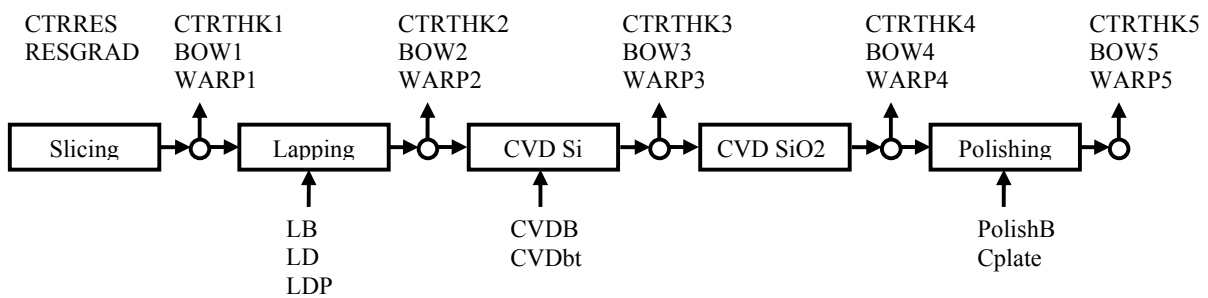 CTRRES
RESGRAD
CTRTHK1
BOW1
WARP1
CTRTHK2
BOW2
WARP2
CTRTHK3
BOW3
WARP3
CTRTHK4
BOW4
WARP4
CTRTHK5
BOW5
WARP5
Slicing
Lapping
CVD Si
CVD SiO2
Polishing
LB
LD
LDP
CVDB
CVDbt
PolishB
Cplate